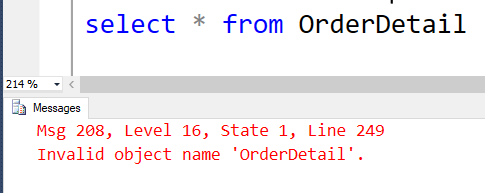 select * from OrderDetail
214 %
Messages
Msg 208, Level 16, State 1, Line 249
Invalid object name 'OrderDetail'.